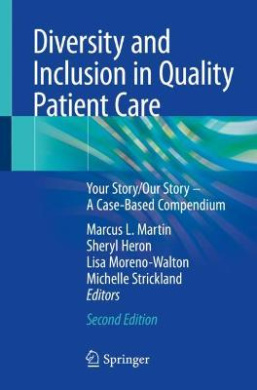 Diversity and
Inclusion in Quality
Patient Care
Your Story/Our Story –
A Case-Based Compendium
Marcus L. Martin
Sheryl Heron
Lisa Moreno-Walton
Michelle Strickland
Editors
Second Edition
Springer